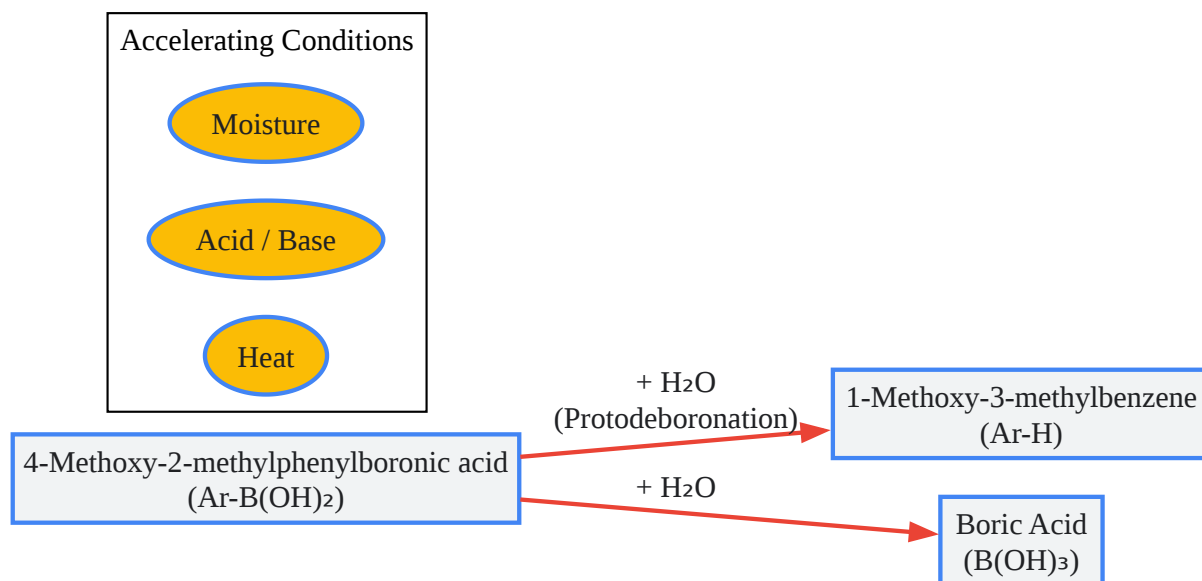 Accelerating Conditions
Moisture
Acid / Base
Heat
+ H₂O
(Protodeboronation)
1-Methoxy-3-methylbenzene
(Ar-H)
4-Methoxy-2-methylphenylboronic acid
(Ar-B(OH)₂)
+ H₂O
Boric Acid
(B(OH)₃)